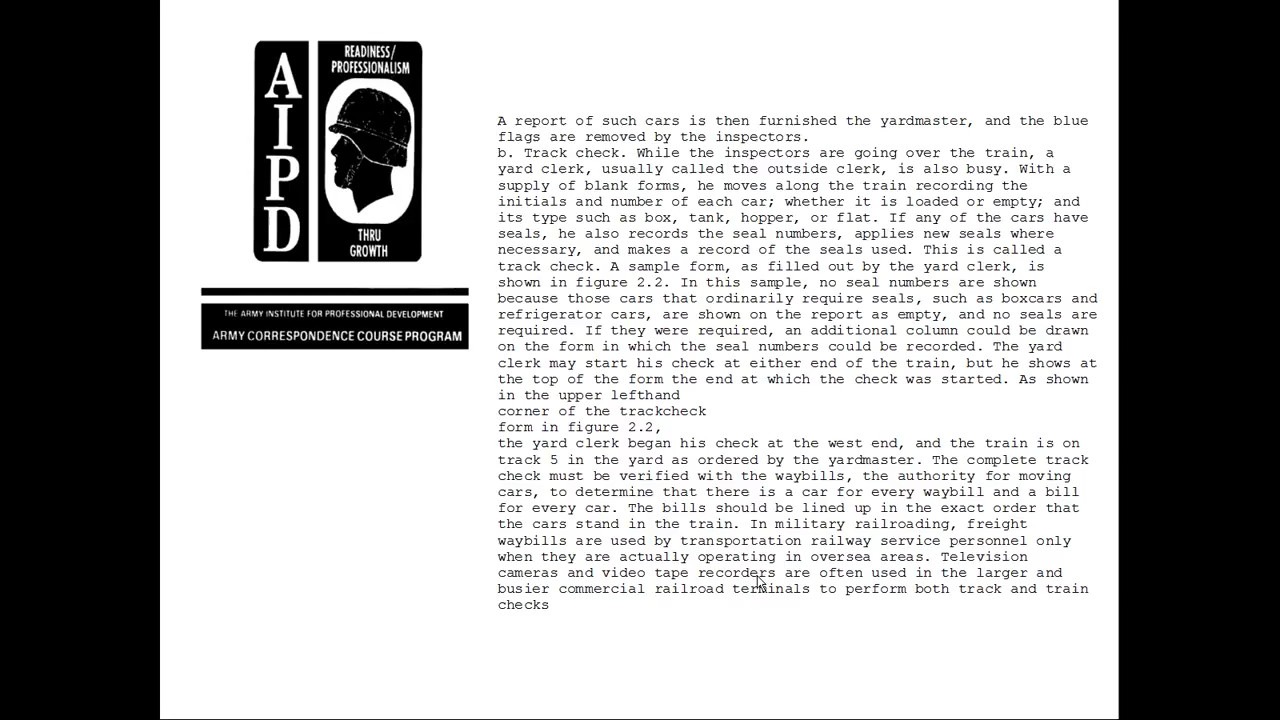 A
I
P
D
READINESS/
PROFESSIONALISM
THRU
GROWTH
THE ARMY INSTITUTE FOR PROFESSIONAL DEVELOPMENT
ARMY CORRESPONDENCE COURSE PROGRAM
A report of such cars is then furnished the yardmaster, and the blue
flags are removed by the inspectors.
b. Track check. While the inspectors are going over the train, a
yard clerk, usually called the outside clerk, is also busy. With a
supply of blank forms, he moves along the train recording the
initials and number of each car; whether it is loaded or empty; and
its type such as box, tank, hopper, or flat. If any of the cars have
seals, he also records the seal numbers, applies new seals where
necessary, and makes a record of the seals used. This is called a
track check. A sample form, as filled out by the yard clerk, is
shown in figure 2.2. In this sample, no seal numbers are shown
because those cars that ordinarily require seals, such as boxcars and
refrigerator cars, are shown on the report as empty, and no seals are
required. If they were required, an additional column could be drawn
on the form in which the seal numbers could be recorded. The yard
clerk may start his check at either end of the train, but he shows at
the top of the form the end at which the check was started. As shown
in the upper lefthand
corner of the trackcheck
form in figure 2.2,
the yard clerk began his check at the west end, and the train is on
track 5 in the yard as ordered by the yardmaster. The complete track
check must be verified with the waybills, the authority for moving
cars, to determine that there is a car for every waybill and a bill
for every car. The bills should be lined up in the exact order that
the cars stand in the train. In military railroading, freight
waybills are used by transportation railway service personnel only
when they are actually operating in oversea areas. Television
cameras and video tape recorders are often used in the larger and
busier commercial railroad terminals to perform both track and train
checks